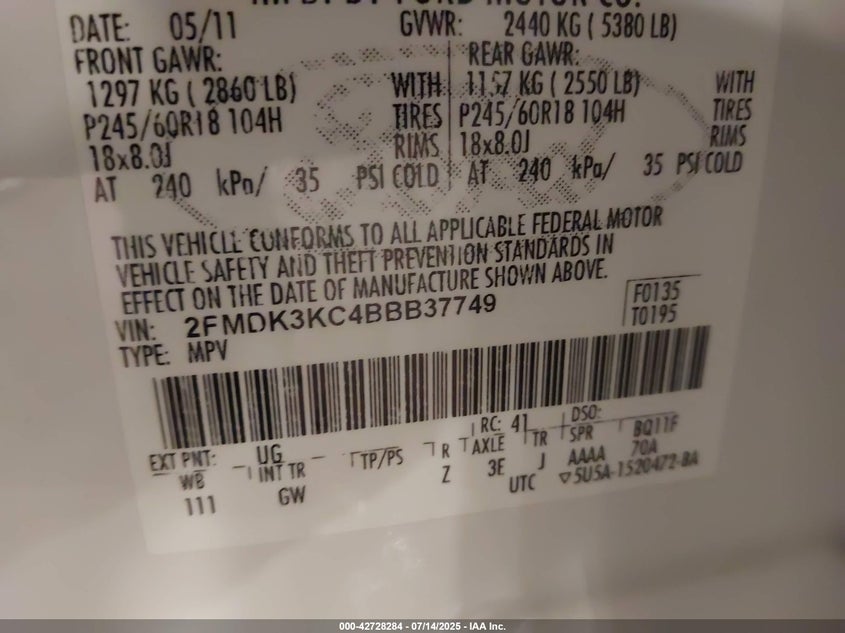 MOTOR CO.
DATE: 05/11 GVWR: 2440 KG ( 5380 LB)
FRONT GAWR: REAR GAWR:
1297 KG ( 2860 LB) WITH 1157 KG ( 2550 LB) WITH
P245/60R18 104H TIRES P245/60R18 104H TIRES
18x8.0J RIMS 18x8.0J RIMS
AT 240 kPa/ 35 PSI COLD AT 240 kPa/ 35 PSI COLD
THIS VEHICLE CONFORMS TO ALL APPLICABLE FEDERAL MOTOR
VEHICLE SAFETY AND THEFT PREVENTION STANDARDS IN
EFFECT ON THE DATE OF MANUFACTURE SHOWN ABOVE.
VIN: 2FMDK3KC4BBB37749 F0135
TYPE: MPV T0195
EXT PNT: UG RC: 41 DSO:
WB INT TR TP/PS R AXLE TR SPR BQ11F
111 GW Z 3E J AAAA 70A
UTC ▽5U5A-1520472-BA
000-42728284 - 07/14/2025 - IAA Inc.